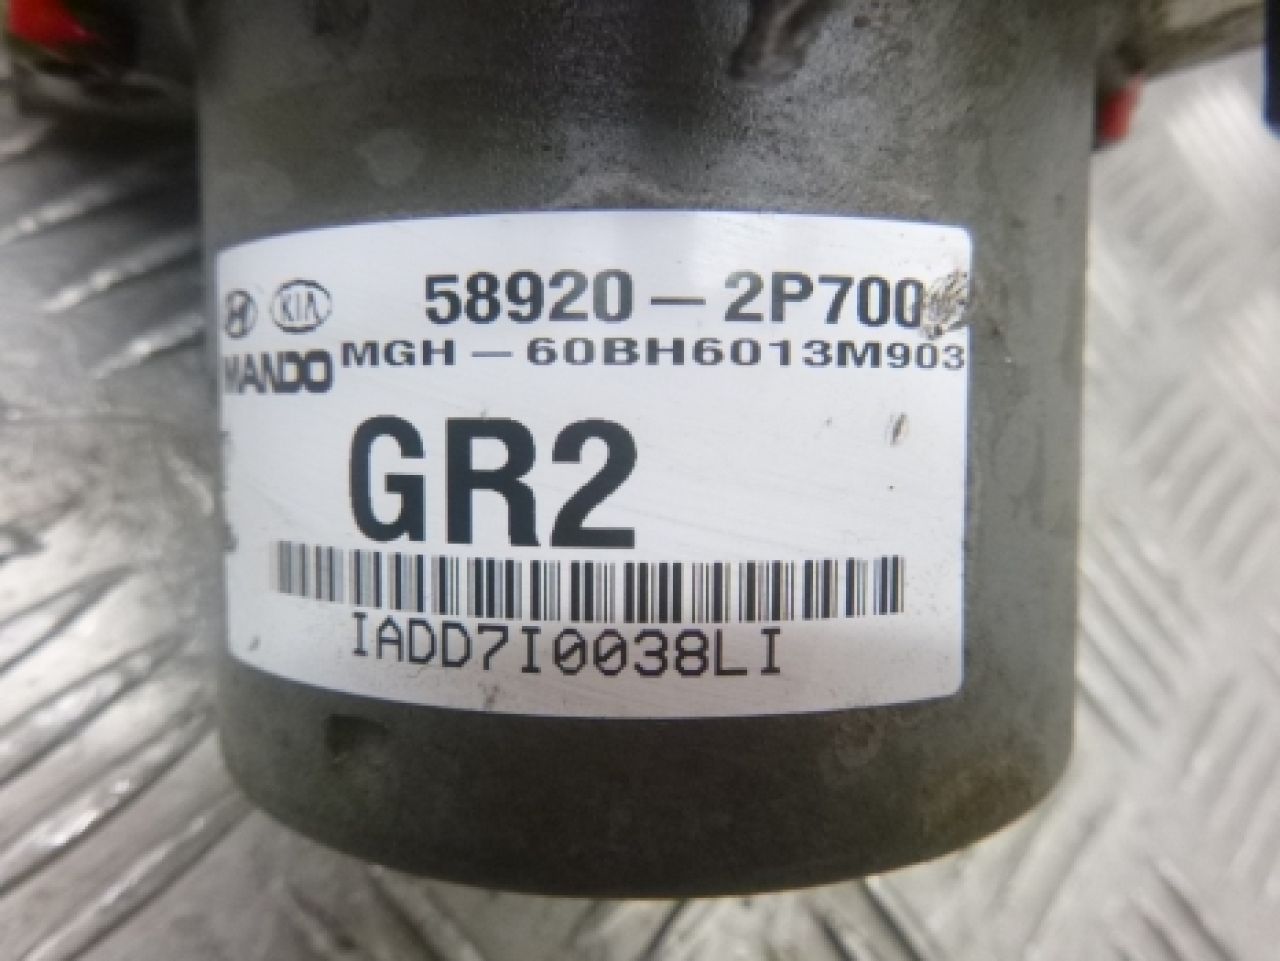 KIA 58920-2P700
MANDO MGH-60BH6013M903
GR2
IADD7I0038LI